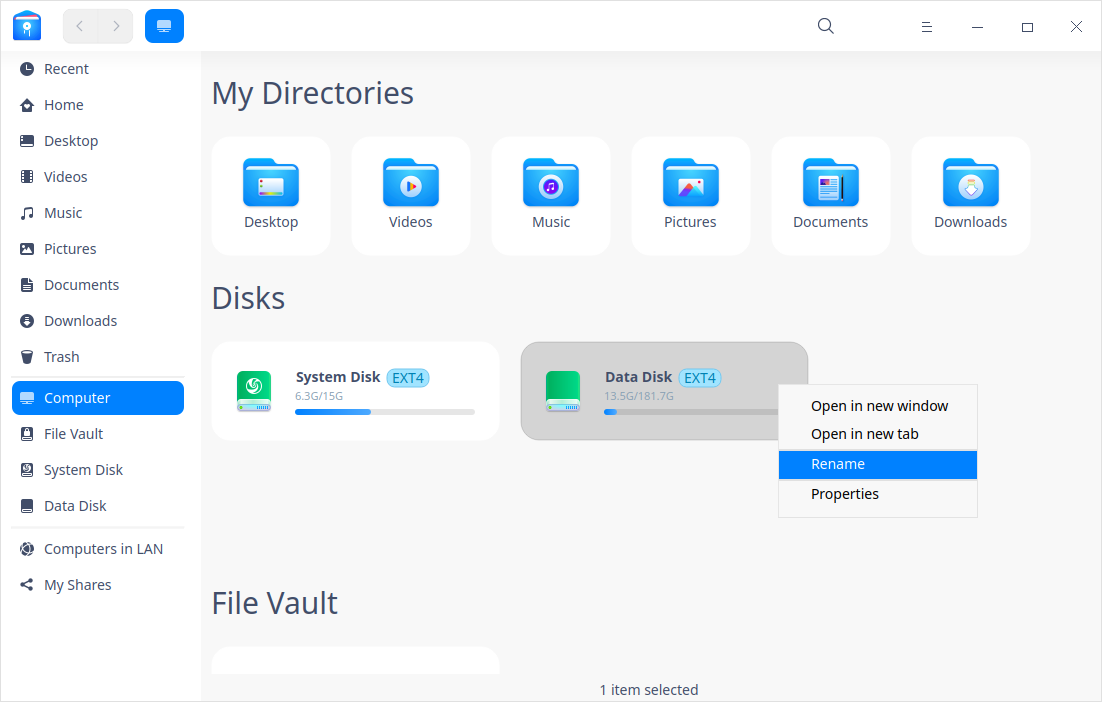 Recent
Home
Desktop
Videos
Music
Pictures
Documents
Downloads
Trash
Computer
File Vault
System Disk
Data Disk
Computers in LAN
My Shares
My Directories
Desktop
Videos
Music
Pictures
Documents
Downloads
Disks
System Disk EXT4
6.3G/15G
Data Disk EXT4
13.5G/181.7G
Open in new window
Open in new tab
Rename
Properties
File Vault
1 item selected